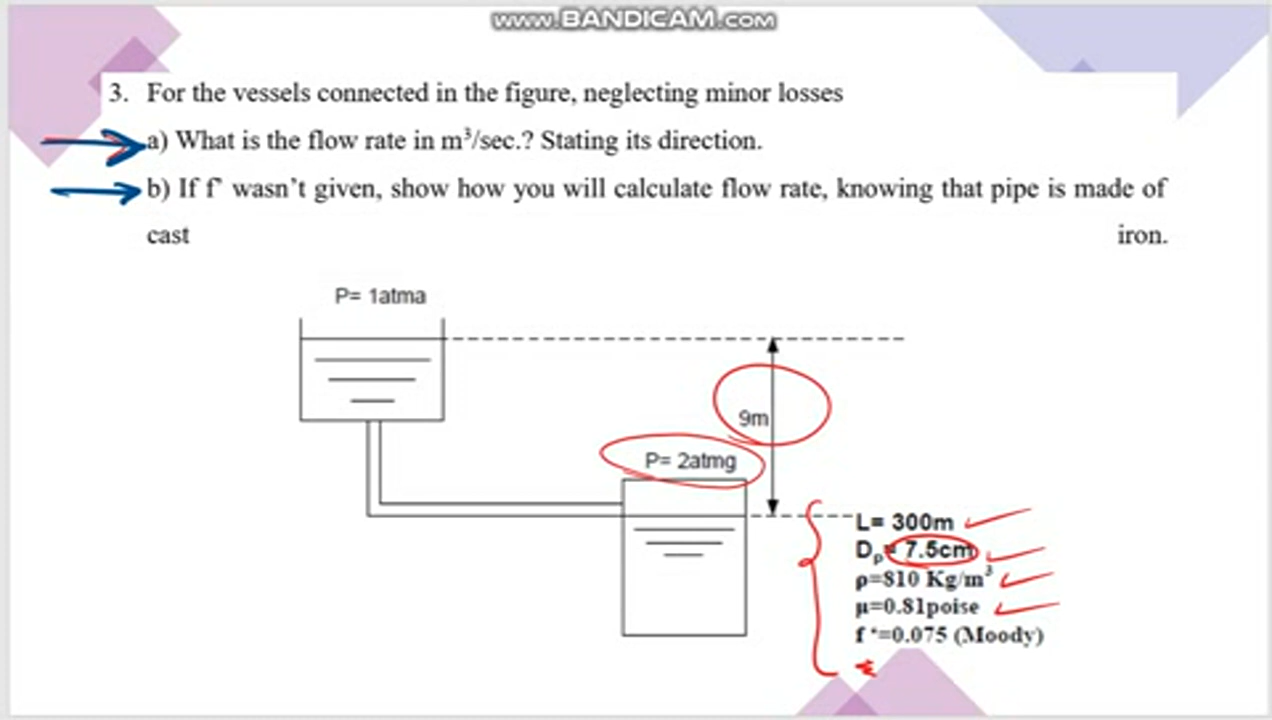 www.BANDICAM.com
3. For the vessels connected in the figure, neglecting minor losses
a) What is the flow rate in m³/sec.? Stating its direction.
b) If f' wasn't given, show how you will calculate flow rate, knowing that pipe is made of
cast iron.
P= 1atma
9m
P= 2atmg
L= 300m
Dₚ= 7.5cm
ρ=810 Kg/m³
μ=0.81poise
f '=0.075 (Moody)